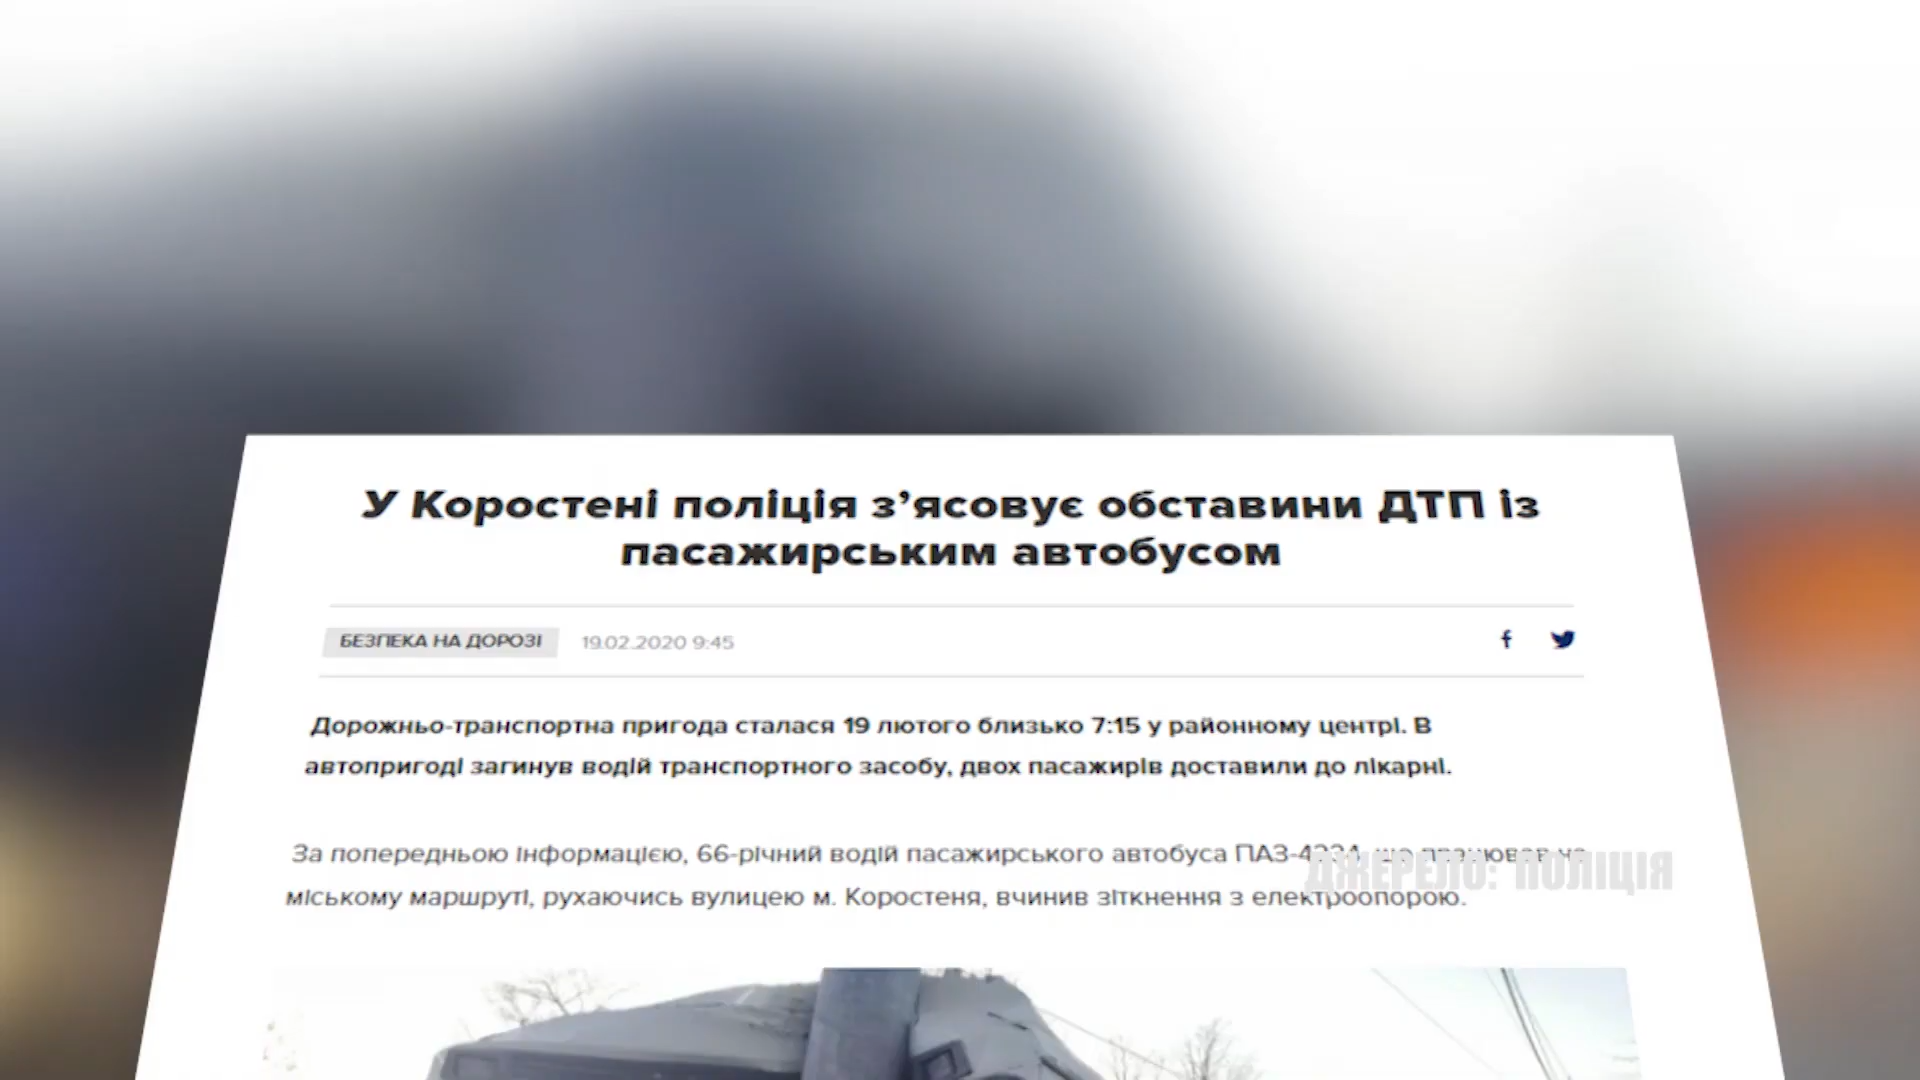 У Коростені поліція з’ясовує обставини ДТП із
пасажирським автобусом
БЕЗПЕКА НА ДОРОЗІ 19.02.2020 9:45
Дорожньо-транспортна пригода сталася 19 лютого близько 7:15 у районному центрі. В
автопригоді загинув водій транспортного засобу, двох пасажирів доставили до лікарні.
За попередньою інформацією, 66-річний водій пасажирського автобуса
міському маршруті, рухаючись вулицею м. Коростеня, вчинив зіткнення з електроопорою.
ДЖЕРЕЛО: ПОЛІЦІЯ